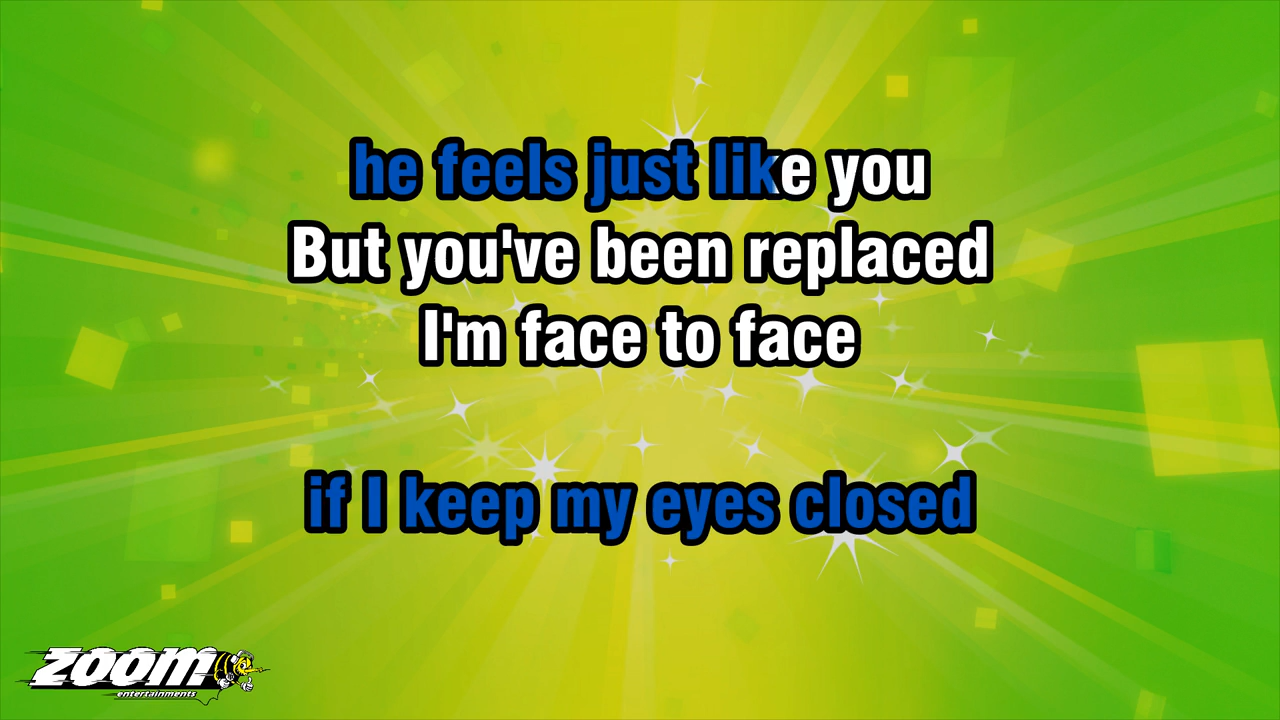 he feels just like you
But you've been replaced
I'm face to face
if I keep my eyes closed
zoom
entertainments